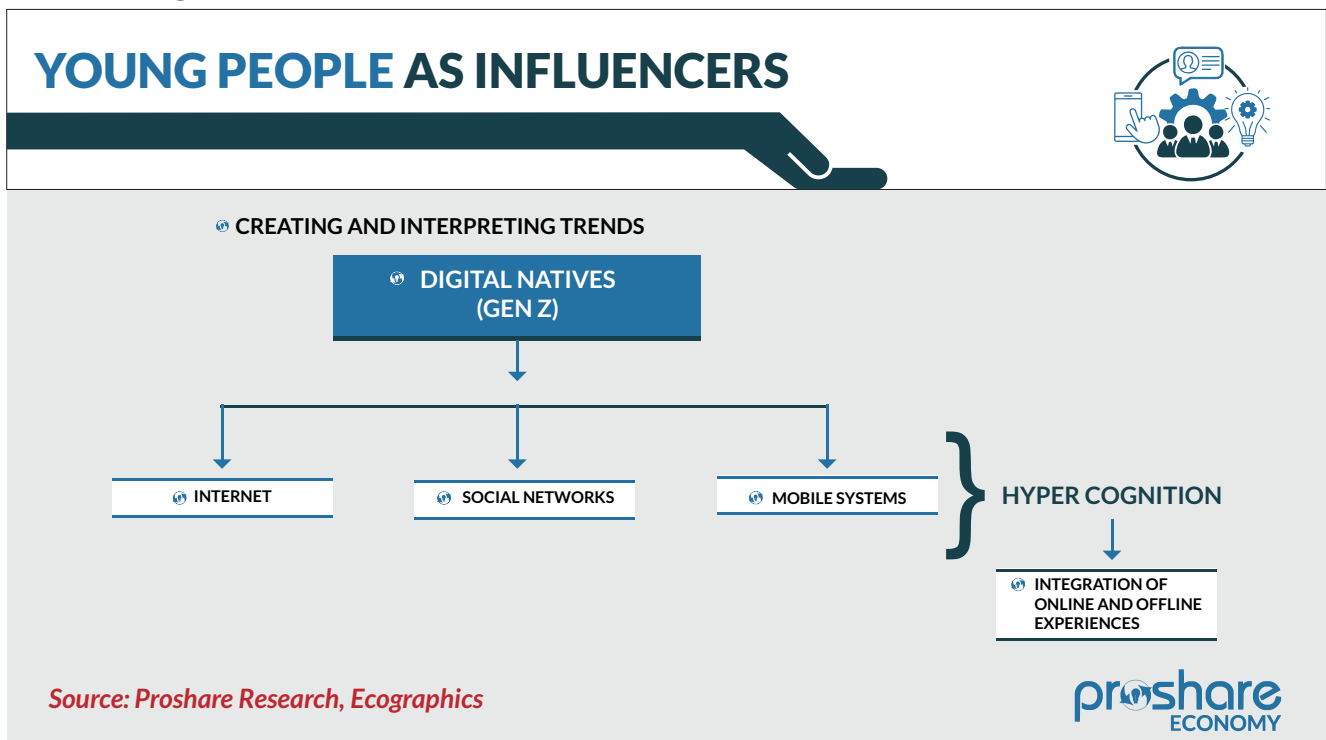 YOUNG PEOPLE AS INFLUENCERS
CREATING AND INTERPRETING TRENDS
DIGITAL NATIVES
(GEN Z)
INTERNET
SOCIAL NETWORKS
MOBILE SYSTEMS
HYPER COGNITION
INTEGRATION OF
ONLINE AND OFFLINE
EXPERIENCES
Source: Proshare Research, Ecographics
proshare
ECONOMY